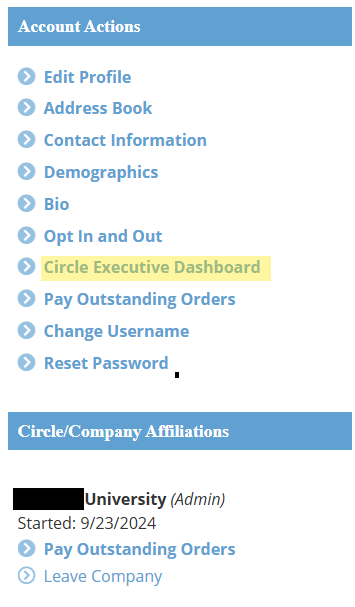 Account Actions
Edit Profile
Address Book
Contact Information
Demographics
Bio
Opt In and Out
Circle Executive Dashboard
Pay Outstanding Orders
Change Username
Reset Password
Circle/Company Affiliations
University (Admin)
Started: 9/23/2024
Pay Outstanding Orders
Leave Company